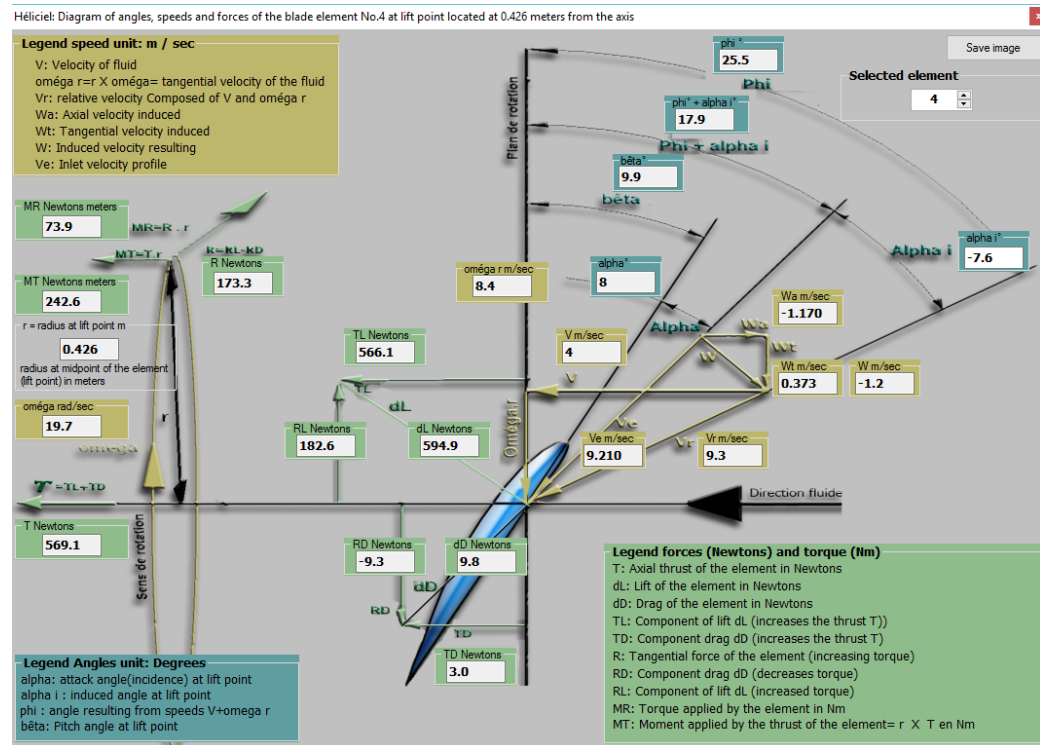 Héliciel: Diagram of angles, speeds and forces of the blade element No.4 at lift point located at 0.426 meters from the axis
x
Legend speed unit: m / sec
V: Velocity of fluid
oméga r=r X oméga= tangential velocity of the fluid
Vr: relative velocity Composed of V and oméga r
Wa: Axial velocity induced
Wt: Tangential velocity induced
W: Induced velocity resulting
Ve: Inlet velocity profile
Save image
Selected element
4
phi °
25.5
Phi
phi° + alpha i°
17.9
Phi + alpha i
bêta°
9.9
bêta
Plan de rotation
alpha i°
-7.6
Alpha i
alpha°
8
Alpha
MR Newtons meters
73.9
MR=R . r
MT=T.r
R=RL-RD
R Newtons
173.3
MT Newtons meters
242.6
r = radius at lift point m
0.426
radius at midpoint of the element
(lift point) in meters
r
oméga rad/sec
19.7
omega
oméga r m/sec
8.4
Oméga.r
V m/sec
4
V
Wa m/sec
-1.170
Wa
Wt
Wt m/sec
0.373
W m/sec
-1.2
W
TL Newtons
566.1
TL
dL
RL Newtons
182.6
dL Newtons
594.9
Ve
Ve m/sec
9.210
Vr
Vr m/sec
9.3
T =TL+TD
T Newtons
569.1
Sens de rotation
Direction fluide
RD Newtons
-9.3
dD Newtons
9.8
dD
RD
TD
TD Newtons
3.0
Legend Angles unit: Degrees
alpha: attack angle(incidence) at lift point
alpha i : induced angle at lift point
phi : angle resulting from speeds V+omega r
bêta: Pitch angle at lift point
Legend forces (Newtons) and torque (Nm)
T: Axial thrust of the element in Newtons
dL: Lift of the element in Newtons
dD: Drag of the element in Newtons
TL: Component of lift dL (increases the thrust T))
TD: Component drag dD (increases the thrust T)
R: Tangential force of the element (increasing torque)
RD: Component drag dD (decreases torque)
RL: Component of lift dL (increased torque)
MR: Torque applied by the element in Nm
MT: Moment applied by the thrust of the element= r X T en Nm